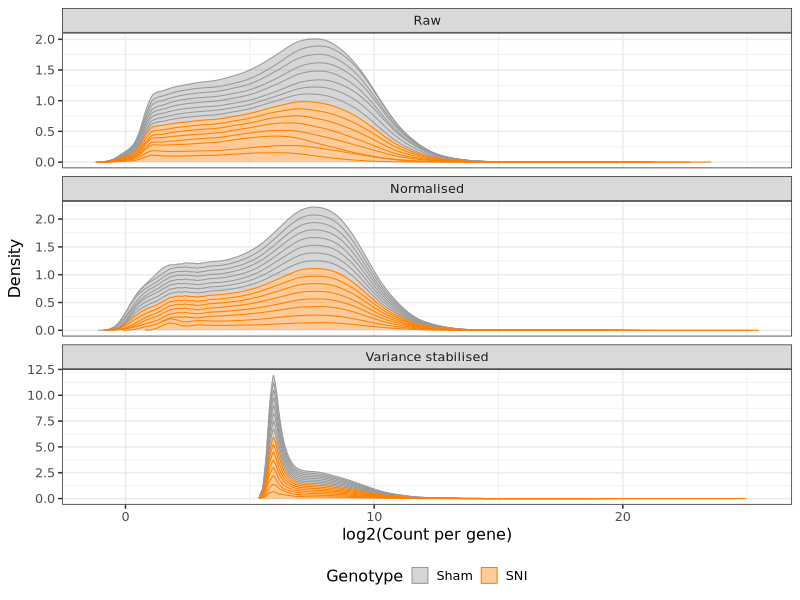 Raw
2.0
1.5
1.0
0.5
0.0
Normalised
2.0
1.5
1.0
0.5
0.0
Variance stabilised
12.5
10.0
7.5
5.0
2.5
0.0
Density
0 10 20
log2(Count per gene)
Genotype Sham SNI